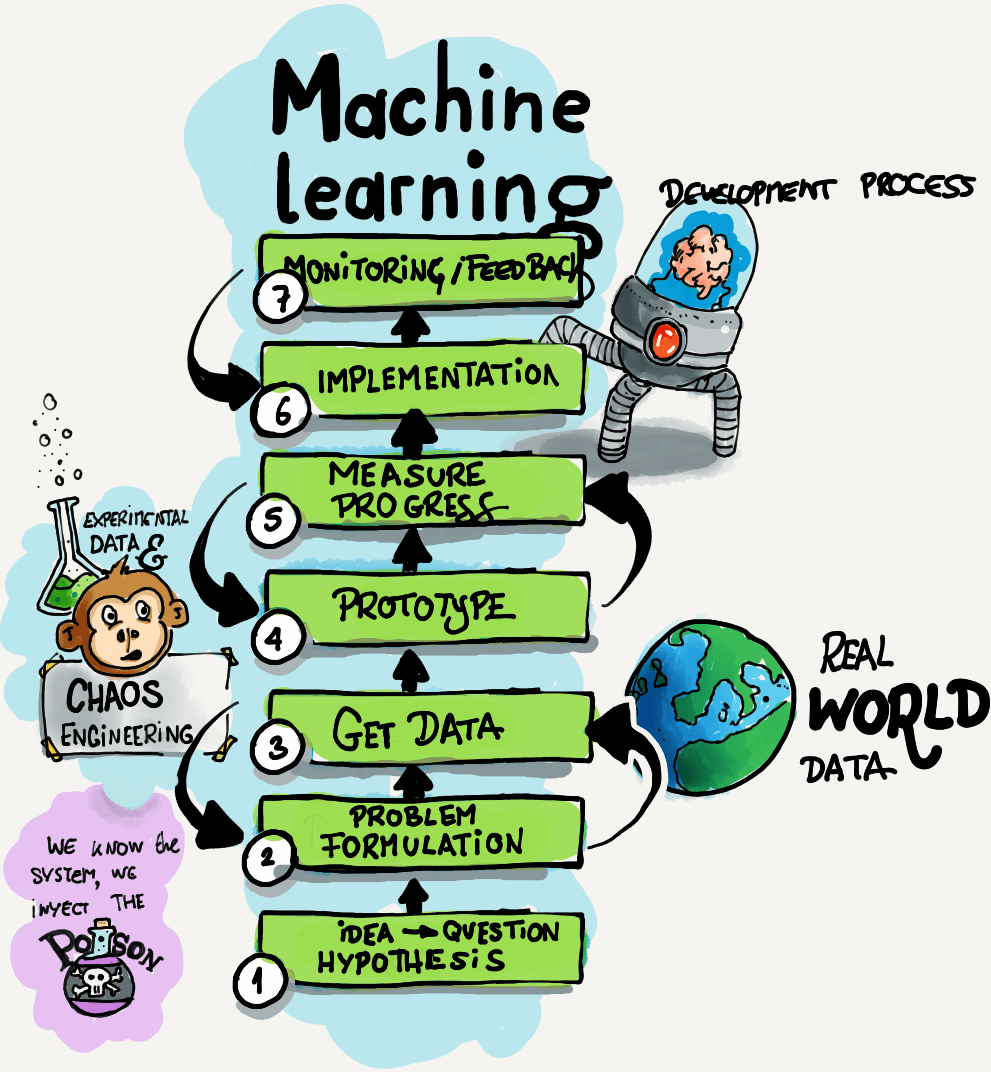 Machine
learning
DEVELOPMENT PROCESS
MONiTORING/FEEDBACK
7
IMPLEMENTATiON
6
MEASURE
PROGRESS
5
EXPERIMENTAL
DATA &
PROTOTYPE
4
CHAOS
ENGiNEERiNG
REAL
WORLD
DATA
GET DATA
3
PROBLEM
FORMULATiON
2
WE KNOW the
SYSTEM, WE
iNYECT THE
POISON
iDEA → QUESTiON
HYPOTHESiS
1